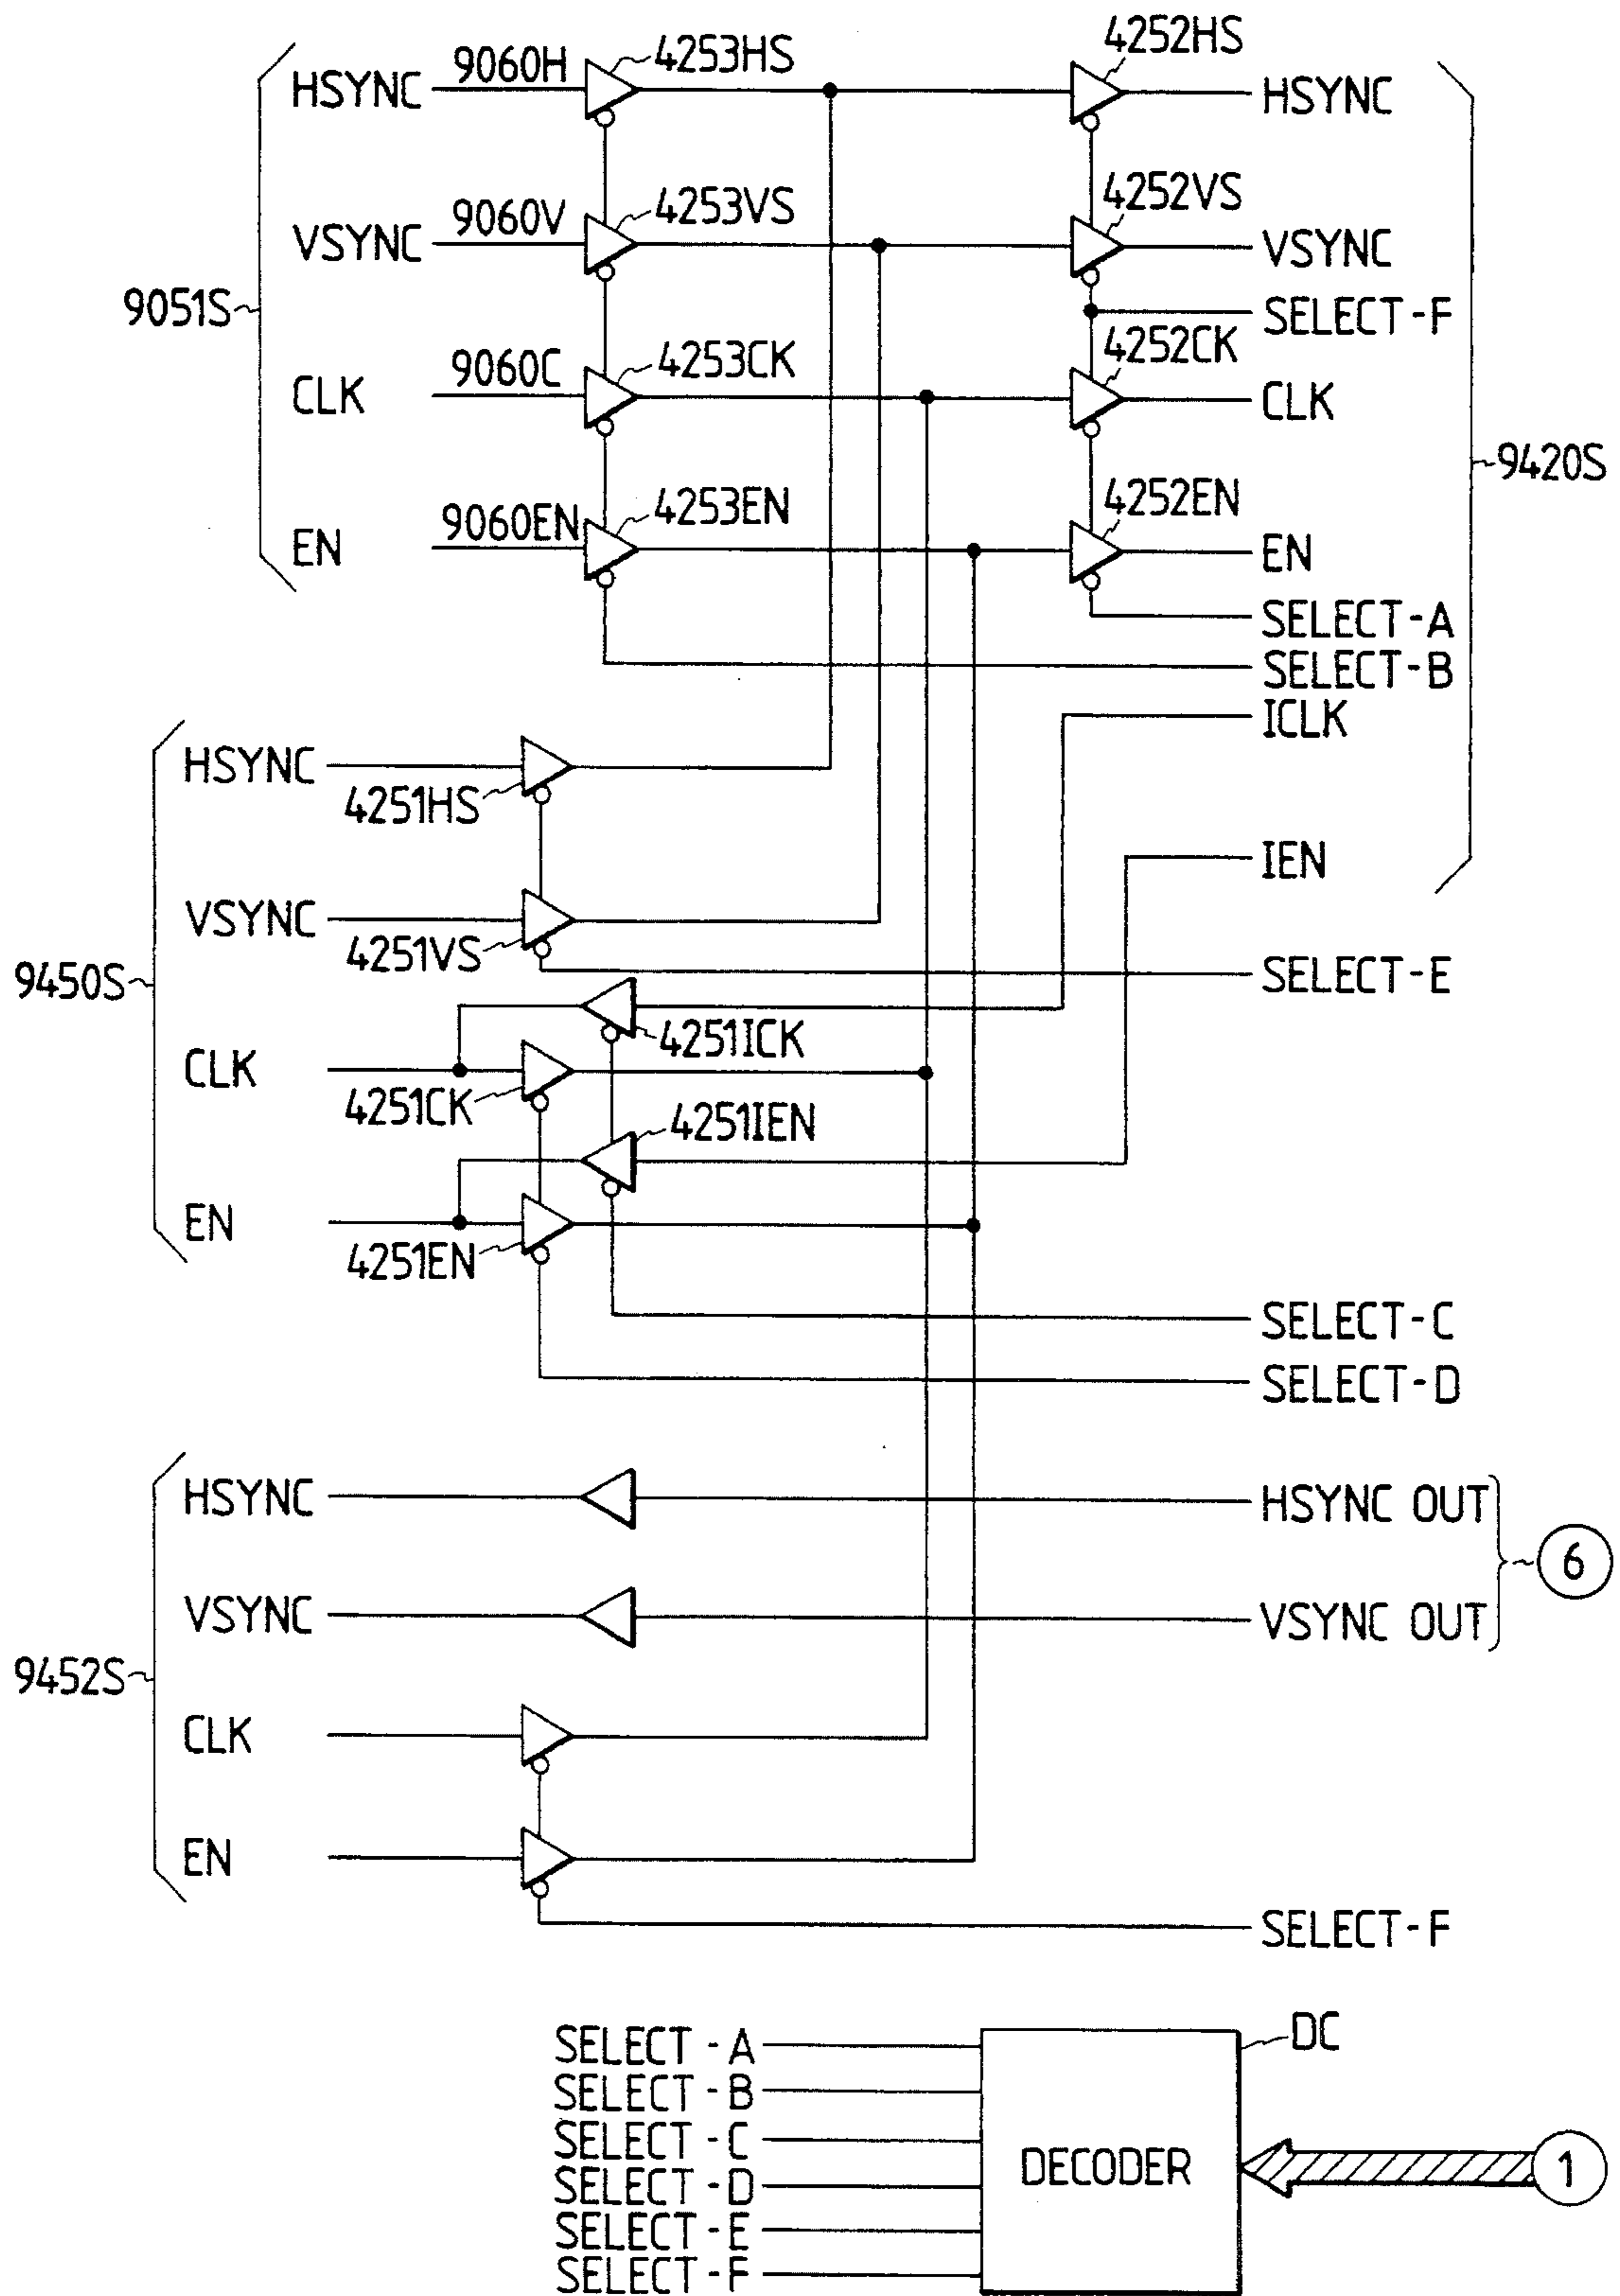 4252HS
9060H
4253HS
HSYNC
HSYNC
9060V
4253VS
4252VS
VSYNC
VSYNC
9051S
SELECT-F
9060C
4253CK
4252CK
CLK
CLK
9420S
9060EN
4253EN
4252EN
EN
EN
SELECT-A
SELECT-B
ICLK
HSYNC
4251HS
IEN
VSYNC
4251VS
9450S
SELECT-E
4251ICK
CLK
4251CK
4251IEN
EN
4251EN
SELECT-C
SELECT-D
HSYNC
HSYNC OUT
6
VSYNC
VSYNC OUT
9452S
CLK
EN
SELECT-F
DC
SELECT-A
SELECT-B
SELECT-C
DECODER
1
SELECT-D
SELECT-E
SELECT-F